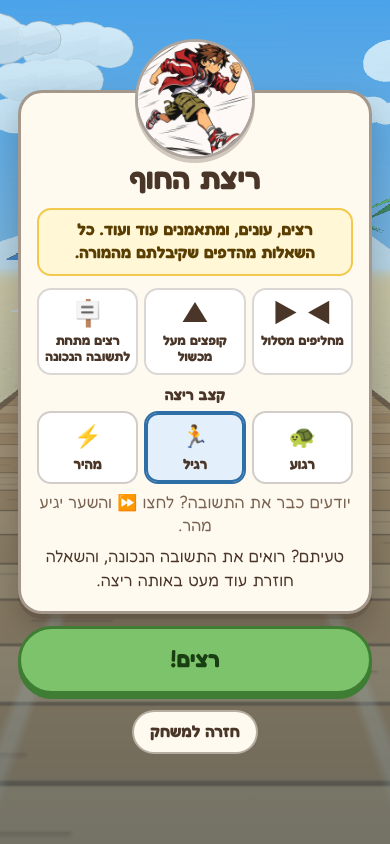 ריצת החוף
רצים, עונים, ומתאמנים עוד ועוד. כל
השאלות מהדפים שקיבלתם מהמורה.
מחליפים מסלול
קופצים מעל
מכשול
רצים מתחת
לתשובה הנכונה
קצב ריצה
רגוע
רגיל
מהיר
יודעים כבר את התשובה? לחצו ⏩ והשער יגיע
מהר.
טעיתם? רואים את התשובה הנכונה, והשאלה
חוזרת עוד מעט באותה ריצה.
רצים!
חזרה למשחק